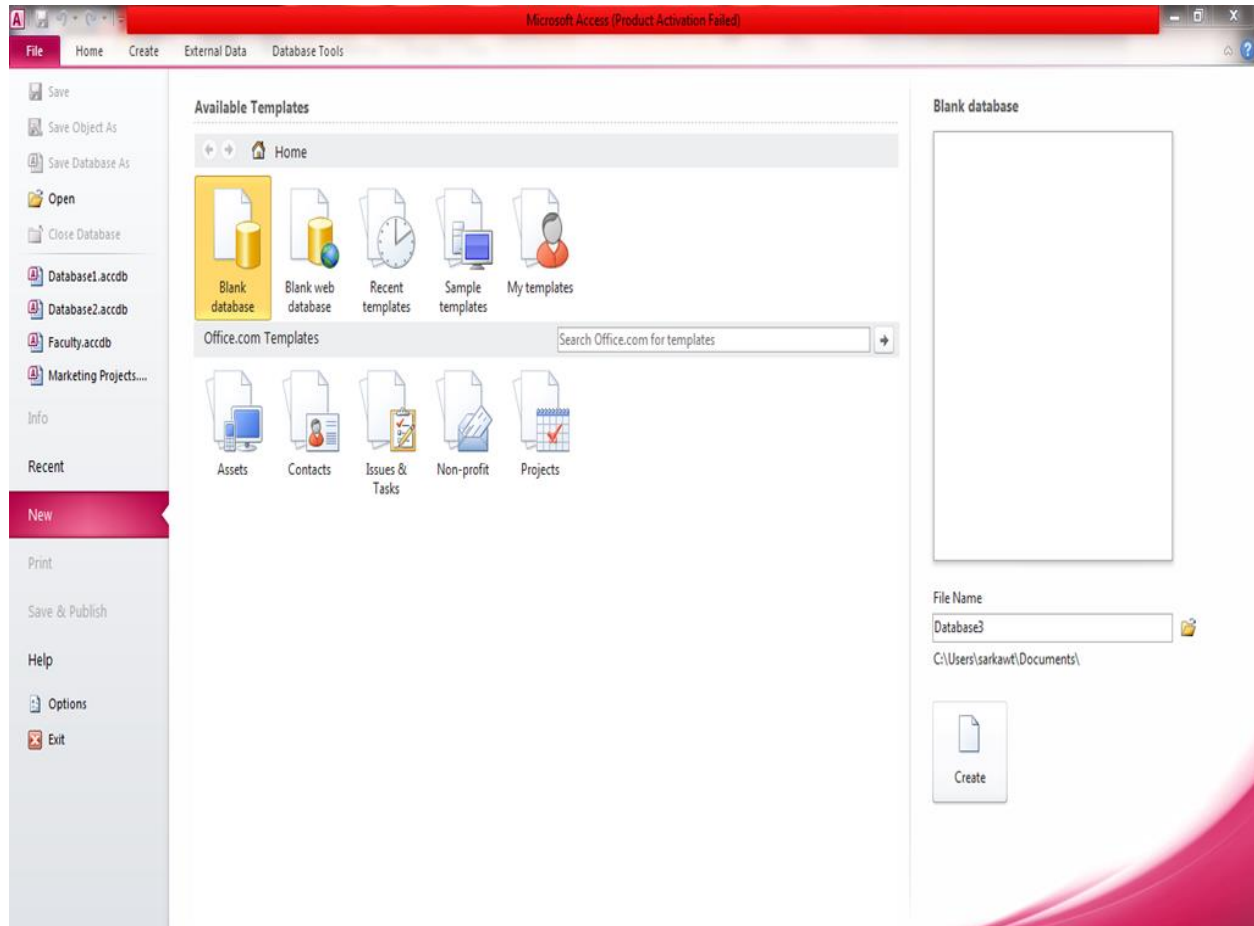 A
Microsoft Access (Product Activation Failed)
File Home Create External Data Database Tools
Save
Save Object As
Save Database As
Open
Close Database
Database1.accdb
Database2.accdb
Faculty.accdb
Marketing Projects....
Info
Recent
New
Print
Save & Publish
Help
Options
Exit
Available Templates
Home
Blank
database
Blank web
database
Recent
templates
Sample
templates
My templates
Office.com Templates
Search Office.com for templates
Assets
Contacts
Issues &
Tasks
Non-profit
Projects
Blank database
File Name
Database3
C:\Users\sarkawt\Documents\
Create